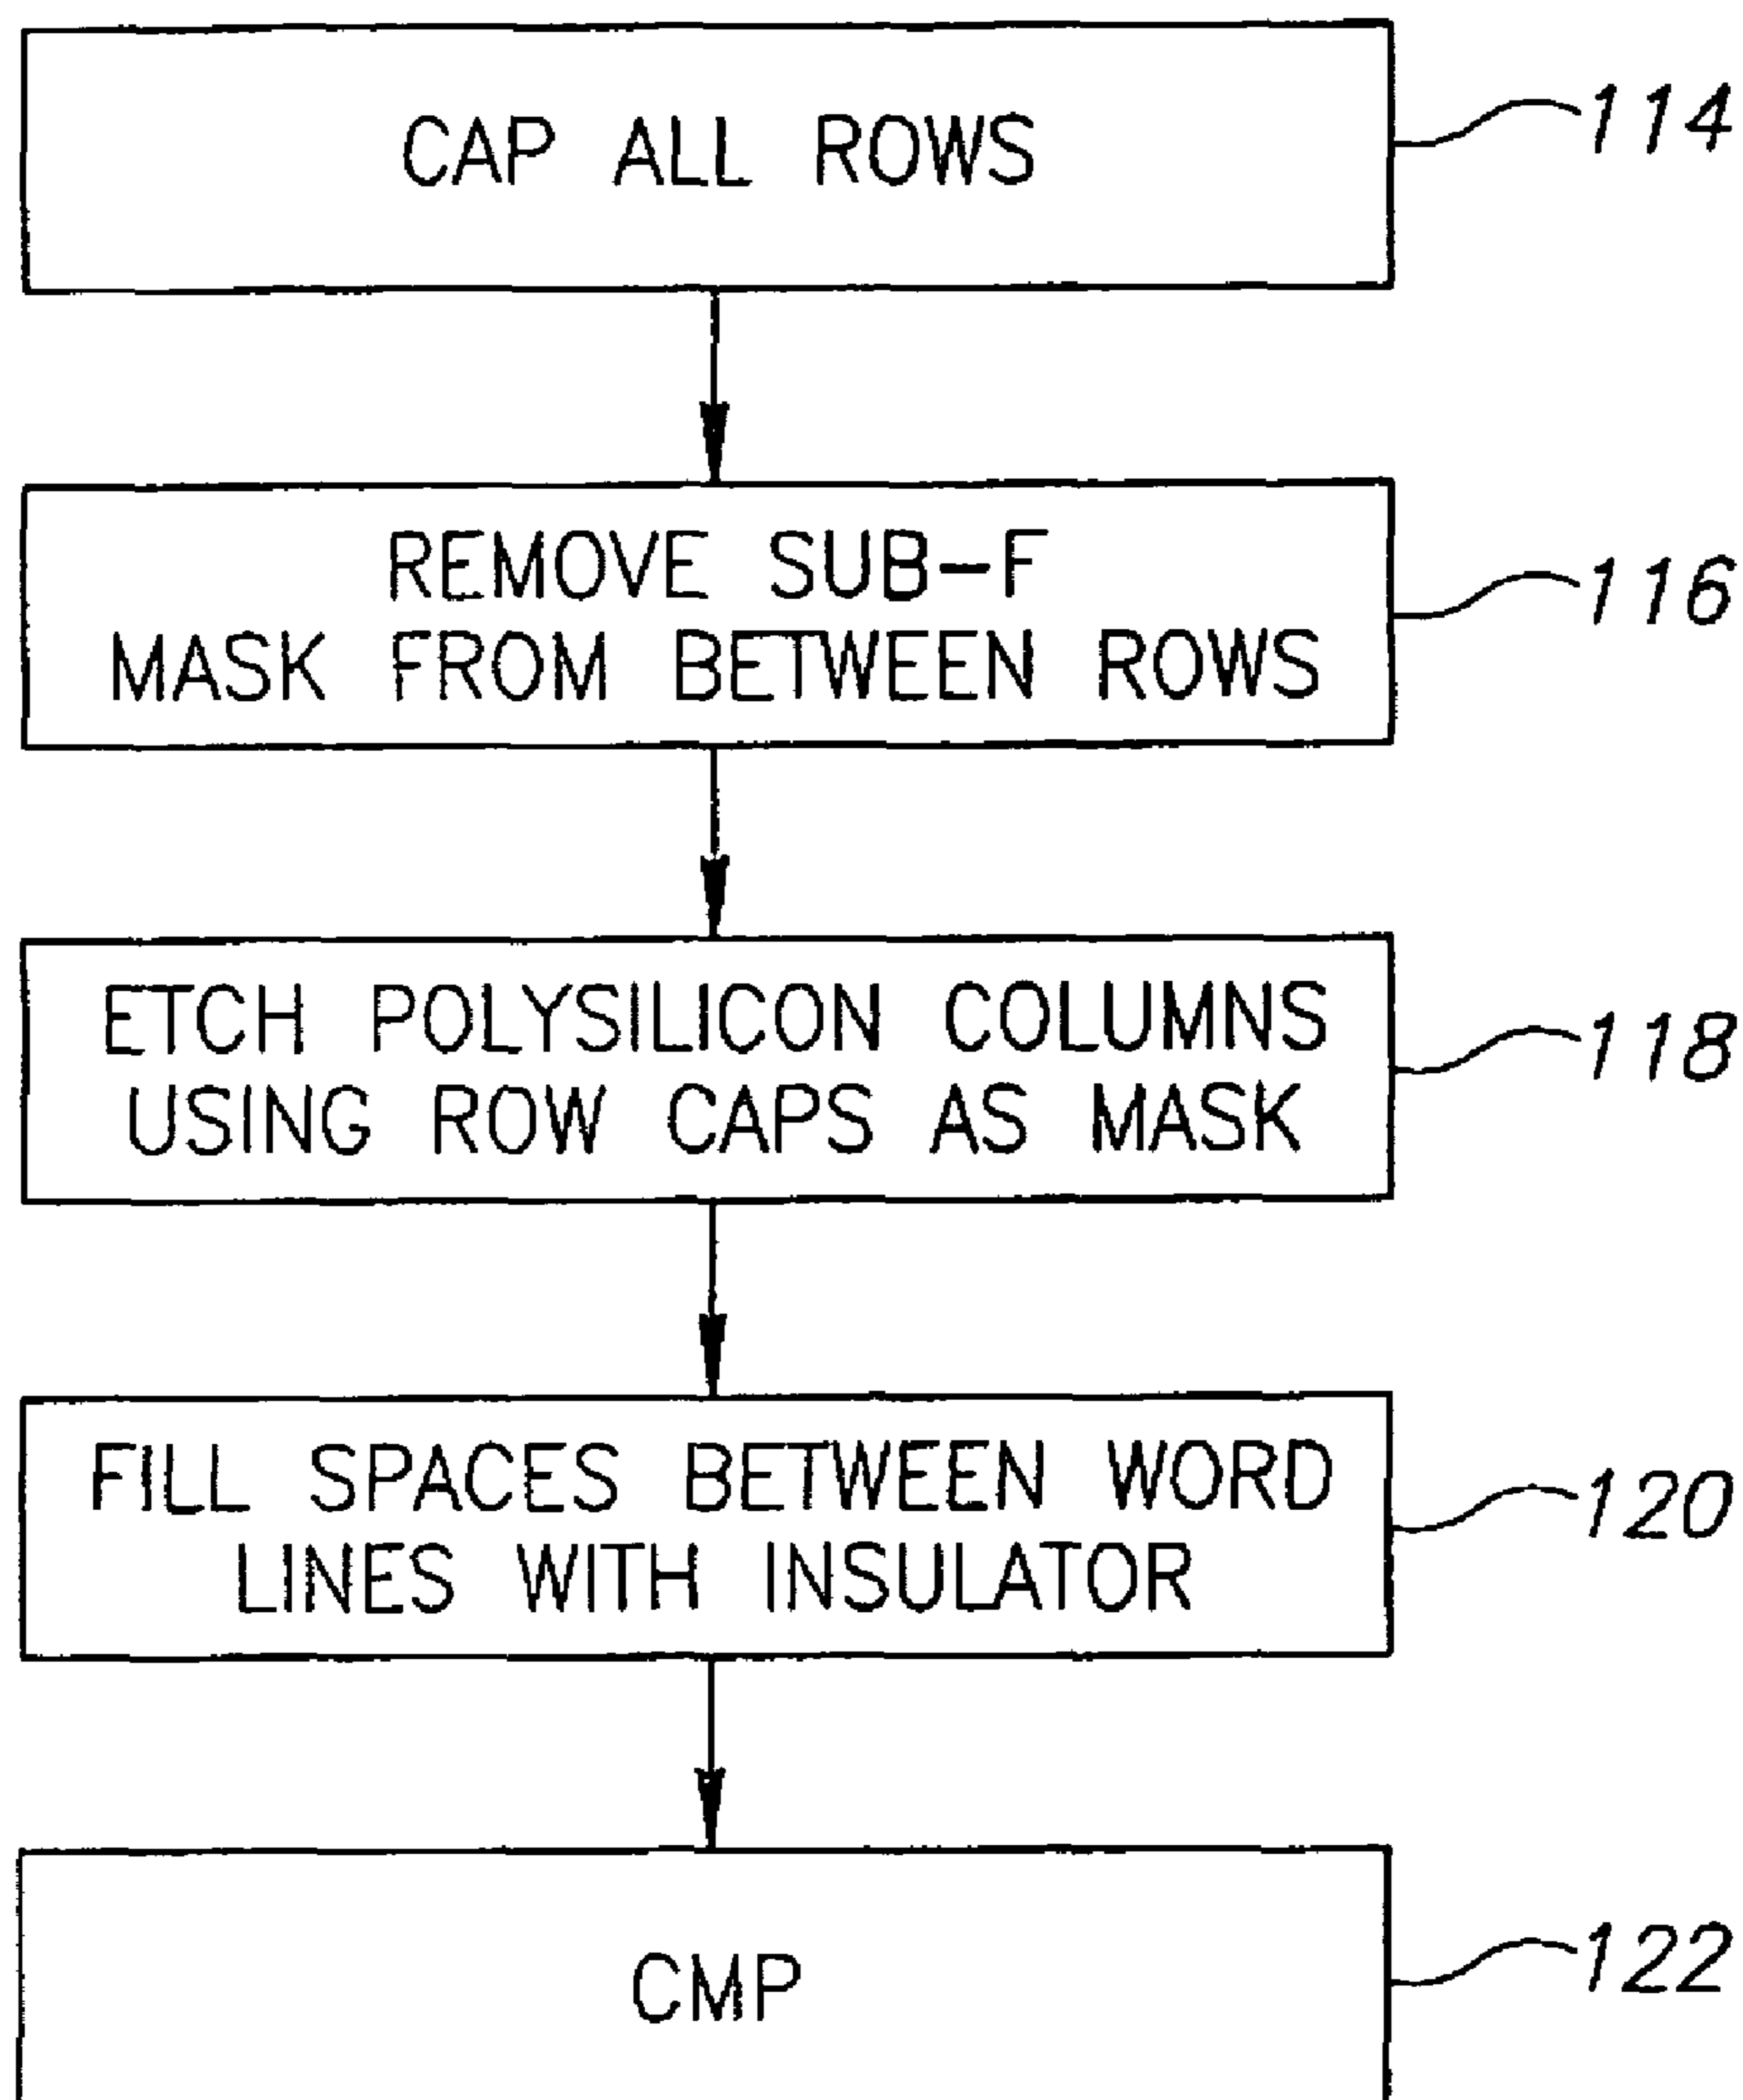 CAP ALL ROWS
114
REMOVE SUB-F
MASK FROM BETWEEN ROWS
116
ETCH POLYSILICON COLUMNS
USING ROW CAPS AS MASK
118
FILL SPACES BETWEEN WORD
LINES WITH INSULATOR
120
CMP
122